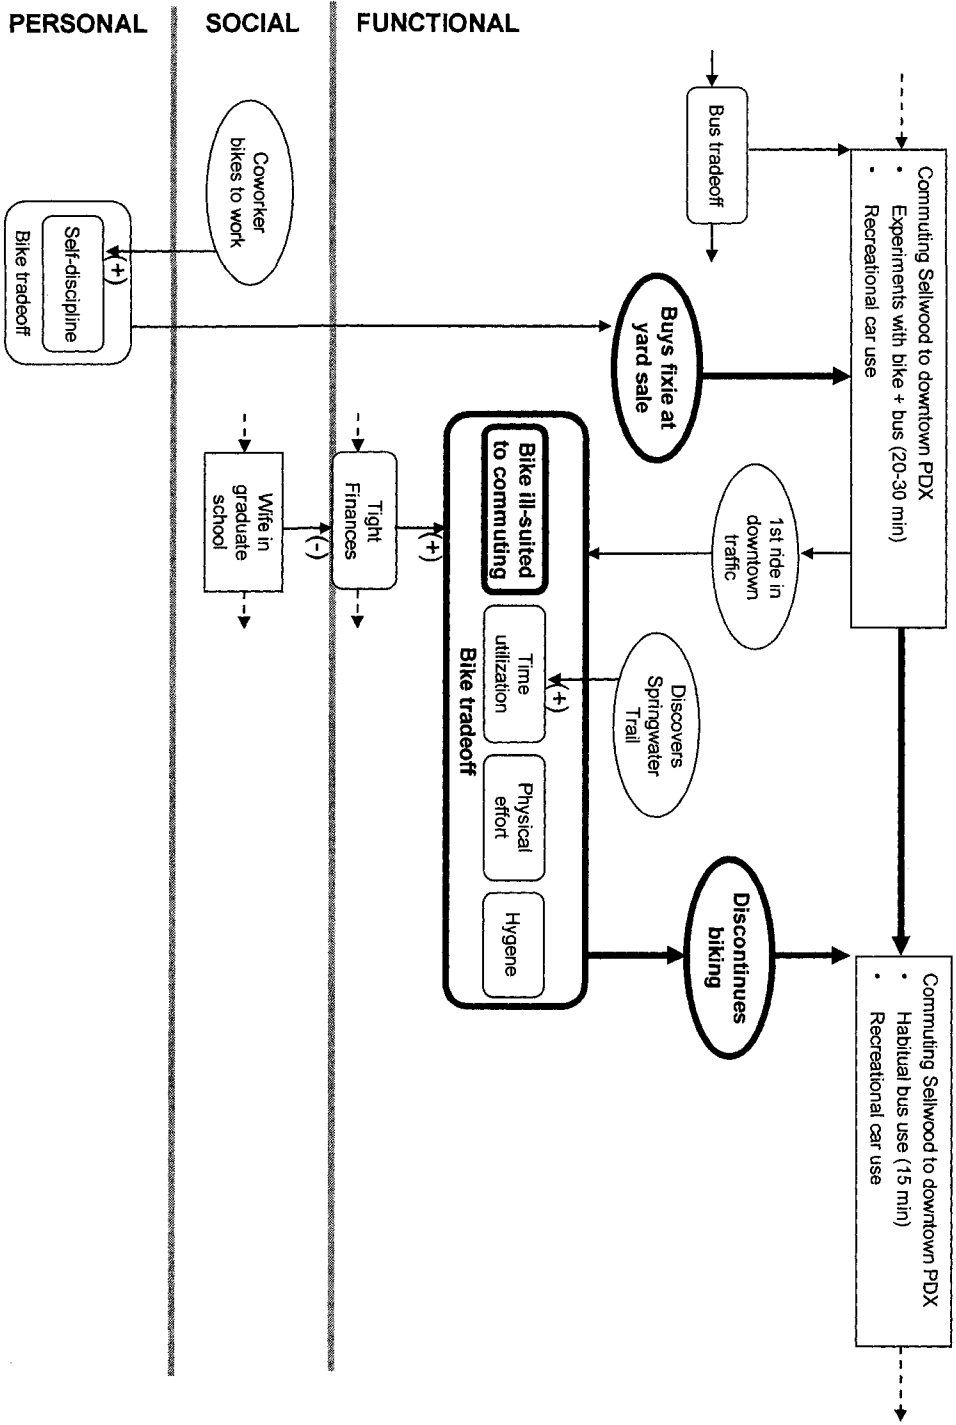 Commuting Sellwood to downtown PDX
• Experiments with bike + bus (20-30 min)
• Recreational car use
Commuting Sellwood to downtown PDX
• Habitual bus use (15 min)
• Recreational car use
Bus tradeoff
Buys fixie at
yard sale
1st ride in
downtown
traffic
Discovers
Springwater
Trail
Discontinues
biking
(+)
Bike ill-suited
to commuting
Time
utilization
Physical
effort
Hygene
Bike tradeoff
(+)
Tight
Finances
(-)
Wife in
graduate
school
Coworker
bikes to work
(+)
Self-discipline
Bike tradeoff
FUNCTIONAL
SOCIAL
PERSONAL